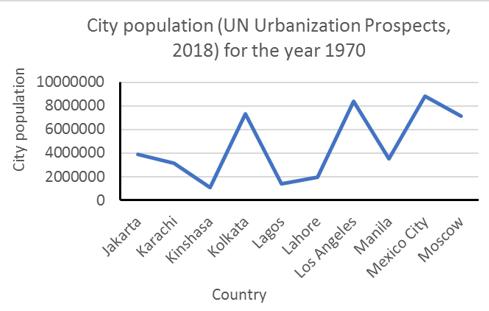 City population (UN Urbanization Prospects,
2018) for the year 1970
City population
10000000
8000000
6000000
4000000
2000000
0
Jakarta
Karachi
Kinshasa
Kolkata
Lagos
Lahore
Los Angeles
Manila
Mexico City
Moscow
Country